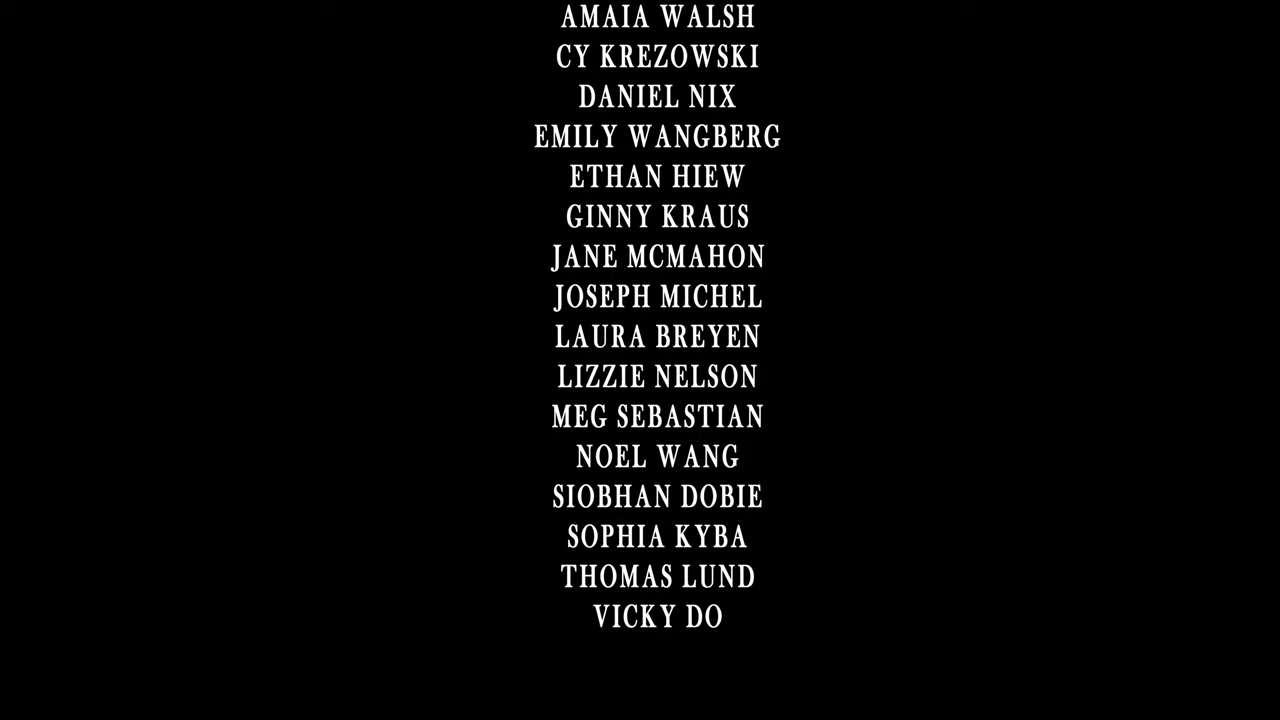 AMAIA WALSH
CY KREZOWSKI
DANIEL NIX
EMILY WANGBERG
ETHAN HIEW
GINNY KRAUS
JANE MCMAHON
JOSEPH MICHEL
LAURA BREYEN
LIZZIE NELSON
MEG SEBASTIAN
NOEL WANG
SIOBHAN DOBIE
SOPHIA KYBA
THOMAS LUND
VICKY DO